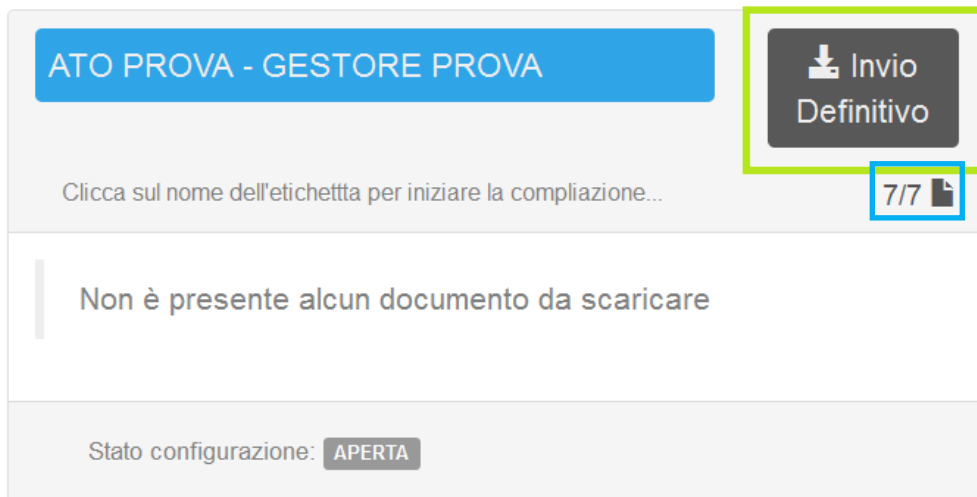 ATO PROVA - GESTORE PROVA
Invio
Definitivo
Clicca sul nome dell'etichettta per iniziare la compliazione...
7/7
Non è presente alcun documento da scaricare
Stato configurazione: APERTA